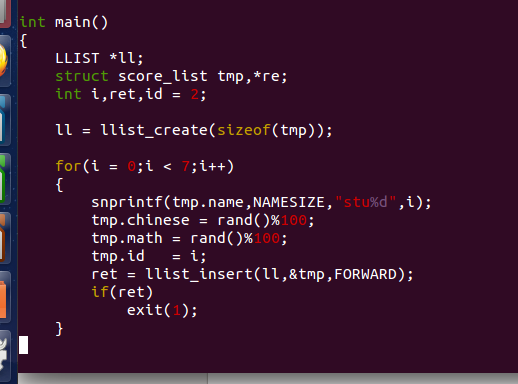 int main()
{
    LLIST *ll;
    struct score_list tmp,*re;
    int i,ret,id = 2;

    ll = llist_create(sizeof(tmp));

    for(i = 0;i < 7;i++)
    {
        snprintf(tmp.name,NAMESIZE,"stu%d",i);
        tmp.chinese = rand()%100;
        tmp.math = rand()%100;
        tmp.id   = i;
        ret = llist_insert(ll,&tmp,FORWARD);
        if(ret)
            exit(1);
    }